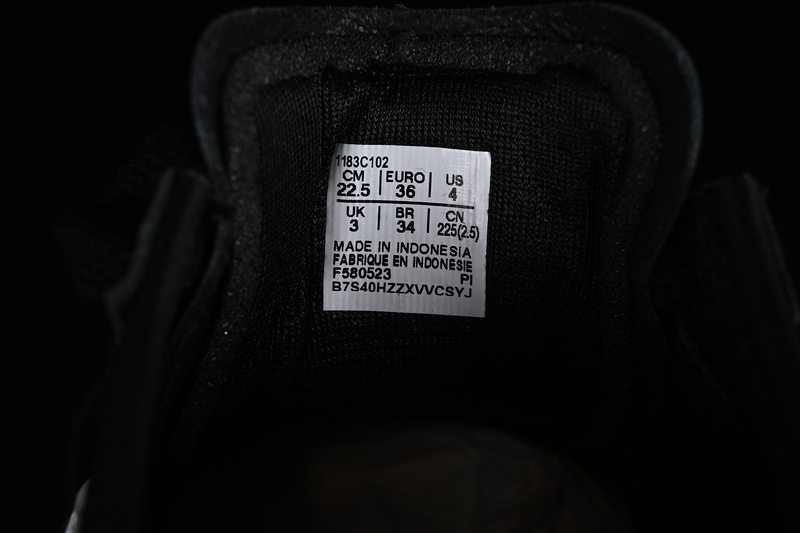 1183C102
CM EURO US
22.5 36 4
UK BR CN
3 34 225(2.5)
MADE IN INDONESIA
FABRIQUE EN INDONESIE
F580523 PI
B7S40HZZXVVCSYJ